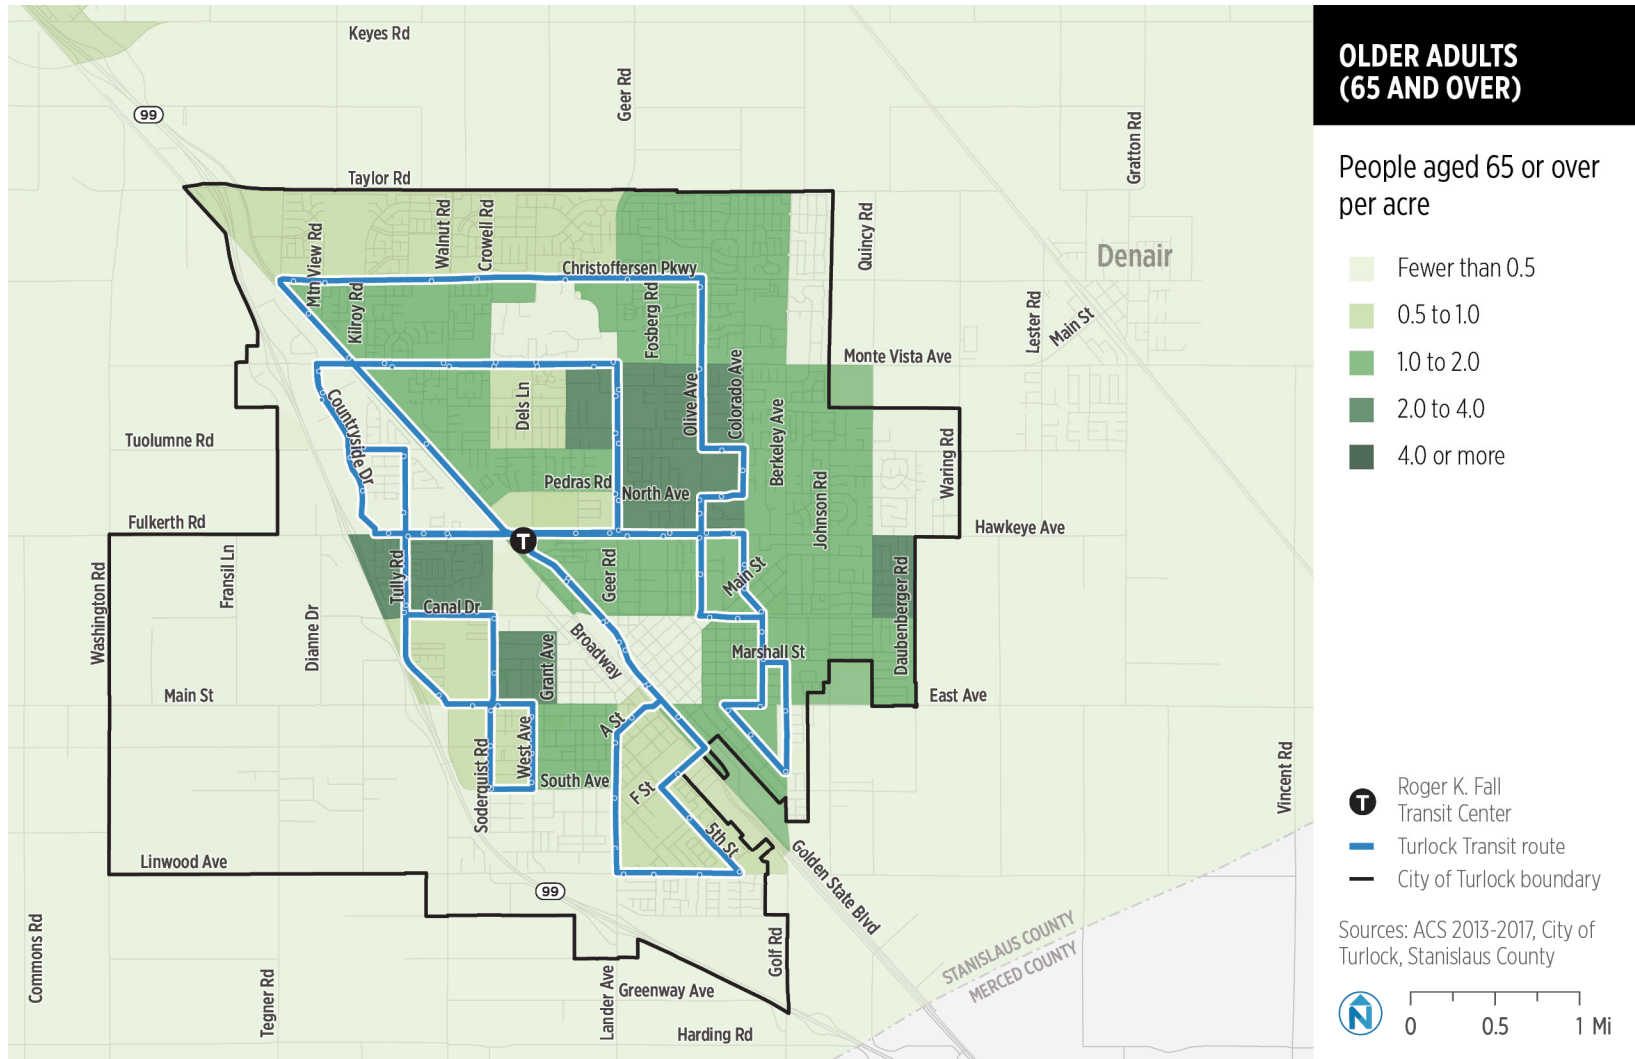 Keyes Rd
Geer Rd
99
Gratton Rd
Taylor Rd
Mtn View Rd
Walnut Rd
Crowell Rd
Quincy Rd
Denair
Christoffersen Pkwy
Kilroy Rd
Fosberg Rd
Lester Rd
Main St
Monte Vista Ave
Countryside Dr
Dels Ln
Olive Ave
Colorado Ave
Berkeley Ave
Tuolumne Rd
Waring Rd
Pedras Rd
North Ave
Johnson Rd
Fulkerth Rd
Hawkeye Ave
T
Washington Rd
Fransil Ln
Tully Rd
Geer Rd
Main St
Daubenberger Rd
Dianne Dr
Canal Dr
Broadway
Grant Ave
Marshall St
Main St
East Ave
A St
West Ave
Soderquist Rd
South Ave
F St
Vincent Rd
5th St
Linwood Ave
Golden State Blvd
99
Commons Rd
Tegner Rd
Lander Ave
Greenway Ave
Golf Rd
Harding Rd
STANISLAUS COUNTY
MERCED COUNTY
OLDER ADULTS
(65 AND OVER)
People aged 65 or over
per acre
Fewer than 0.5
0.5 to 1.0
1.0 to 2.0
2.0 to 4.0
4.0 or more
T
Roger K. Fall
Transit Center
Turlock Transit route
City of Turlock boundary
Sources: ACS 2013-2017, City of
Turlock, Stanislaus County
N
0 0.5 1 Mi